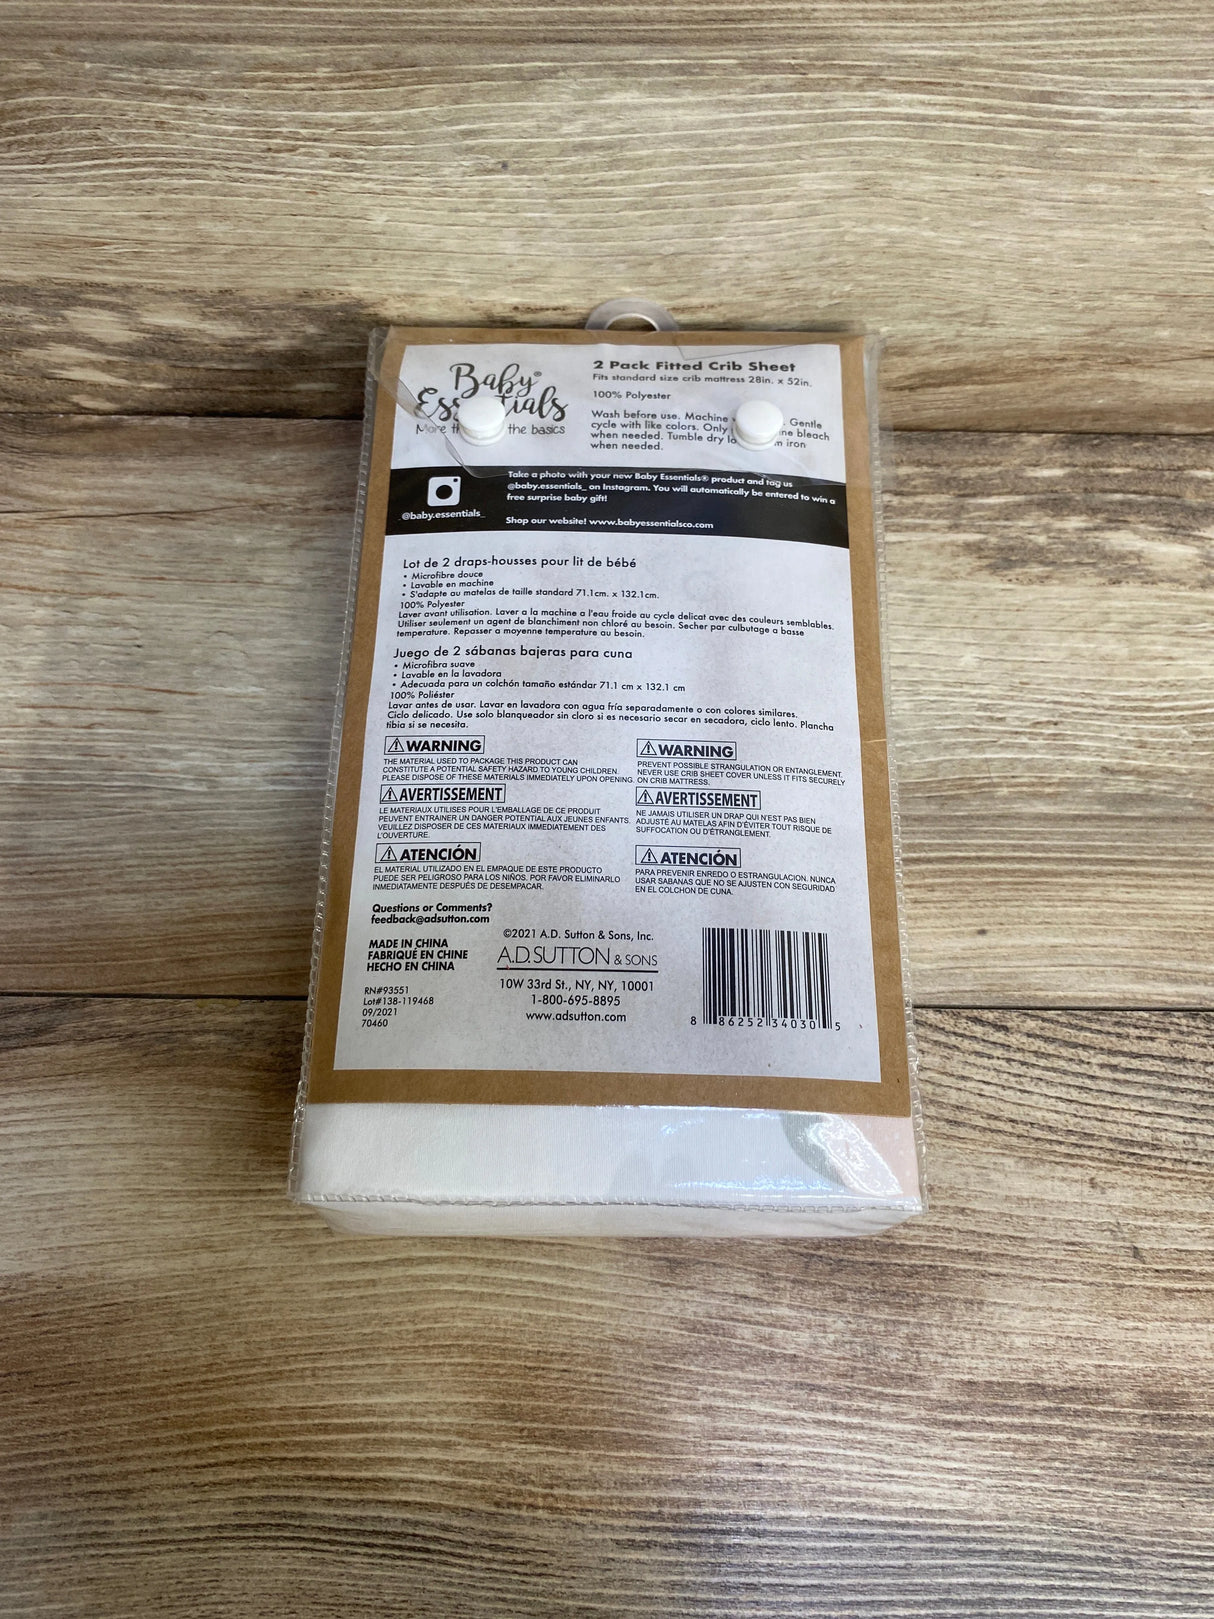 Baby®
Essentials
More the basics
2 Pack Fitted Crib Sheet
Fits standard size crib mattress 28in. x 52in.
100% Polyester
Wash before use. Machine Gentle
cycle with like colors. Only bleach
when needed. Tumble dry iron
when needed.
@baby.essentials_
Take a photo with your new Baby Essentials® product and tag us
@baby.essentials_ on Instagram. You will automatically be entered to win a
free surprise baby gift!
Shop our website! www.babyessentialsco.com
Lot de 2 draps-housses pour lit de bébé
• Microfibre douce
• Lavable en machine
• S'adapte au matelas de taille standard 71.1cm. x 132.1cm.
100% Polyester
Laver avant utilisation. Laver a la machine a l'eau froide au cycle delicat avec des couleurs semblables.
Utiliser seulement un agent de blanchiment non chloré au besoin. Secher par culbutage a basse
temperature. Repasser a moyenne temperature au besoin.
Juego de 2 sábanas bajeras para cuna
• Microfibra suave
• Lavable en la lavadora
• Adecuada para un colchón tamaño estándar 71.1 cm x 132.1 cm
100% Poliéster
Lavar antes de usar. Lavar en lavadora con agua fría separadamente o con colores similares.
Ciclo delicado. Use solo blanqueador sin cloro si es necesario secar en secadora, ciclo lento. Plancha
tibia si se necesita.
WARNING
THE MATERIAL USED TO PACKAGE THIS PRODUCT CAN
CONSTITUTE A POTENTIAL SAFETY HAZARD TO YOUNG CHILDREN.
PLEASE DISPOSE OF THESE MATERIALS IMMEDIATELY UPON OPENING.
WARNING
PREVENT POSSIBLE STRANGULATION OR ENTANGLEMENT.
NEVER USE CRIB SHEET COVER UNLESS IT FITS SECURELY
ON CRIB MATTRESS.
AVERTISSEMENT
LE MATERIAUX UTILISES POUR L'EMBALLAGE DE CE PRODUIT
PEUVENT ENTRAINER UN DANGER POTENTIAL AUX JEUNES ENFANTS.
VEUILLEZ DISPOSER DE CES MATERIAUX IMMEDIATEMENT DES
L'OUVERTURE.
AVERTISSEMENT
NE JAMAIS UTILISER UN DRAP QUI N'EST PAS BIEN
ADJUSTÉ AU MATELAS AFIN D'ÉVITER TOUT RISQUE DE
SUFFOCATION OU D'ÉTRANGLEMENT.
ATENCIÓN
EL MATERIAL UTILIZADO EN EL EMPAQUE DE ESTE PRODUCTO
PUEDE SER PELIGROSO PARA LOS NIÑOS. POR FAVOR ELIMINARLO
INMEDIATAMENTE DESPUÉS DE DESEMPACAR.
ATENCIÓN
PARA PREVENIR ENREDO O ESTRANGULACION. NUNCA
USAR SABANAS QUE NO SE AJUSTEN CON SEGURIDAD
EN EL COLCHON DE CUNA.
Questions or Comments?
feedback@adsutton.com
MADE IN CHINA
FABRIQUÉ EN CHINE
HECHO EN CHINA
RN#93551
Lot#138-119468
09/2021
70460
©2021 A.D. Sutton & Sons, Inc.
A.D. SUTTON & SONS
10W 33rd St., NY, NY, 10001
1-800-695-8895
www.adsutton.com
8 86252 34030 5